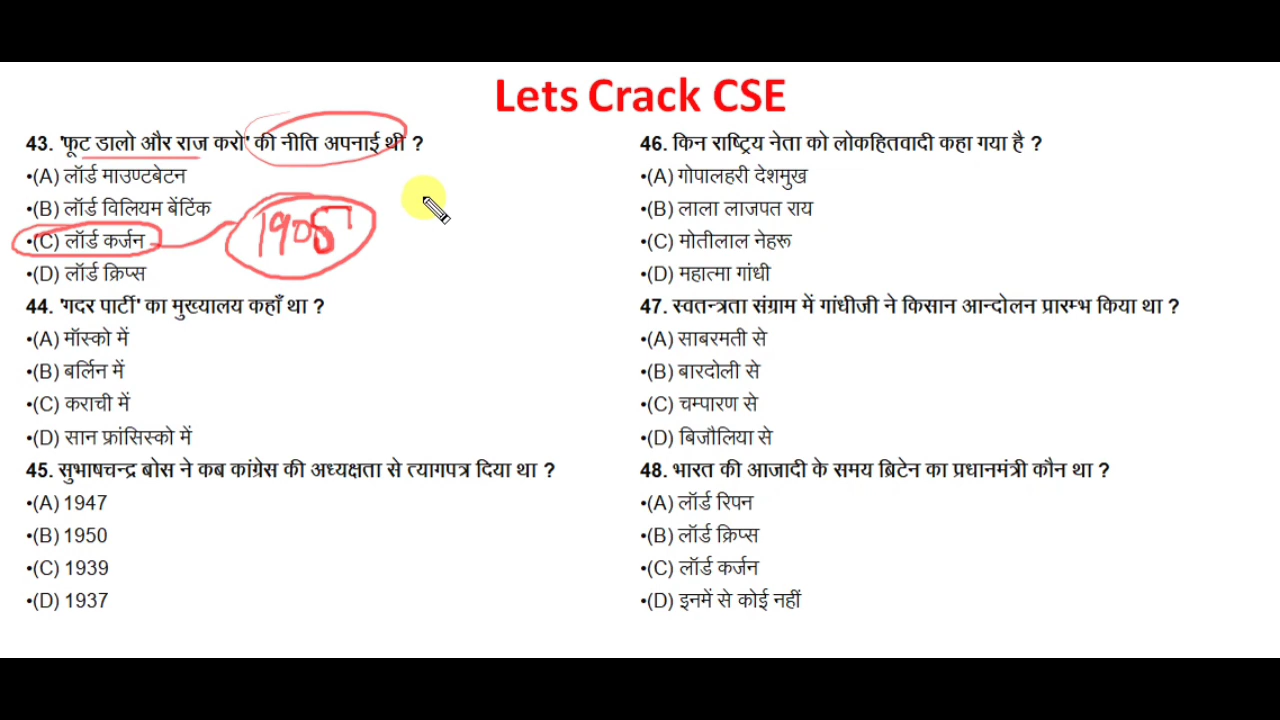 Lets Crack CSE
43. 'फूट डालो और राज करो' की नीति अपनाई थी ?
•(A) लॉर्ड माउण्टबेटन
•(B) लॉर्ड विलियम बेंटिंक
•(C) लॉर्ड कर्जन
1905
•(D) लॉर्ड क्रिप्स
44. 'गदर पार्टी' का मुख्यालय कहाँ था ?
•(A) मॉस्को में
•(B) बर्लिन में
•(C) कराची में
•(D) सान फ्रांसिस्को में
45. सुभाषचन्द्र बोस ने कब कांग्रेस की अध्यक्षता से त्यागपत्र दिया था ?
•(A) 1947
•(B) 1950
•(C) 1939
•(D) 1937
46. किन राष्ट्रिय नेता को लोकहितवादी कहा गया है ?
•(A) गोपालहरी देशमुख
•(B) लाला लाजपत राय
•(C) मोतीलाल नेहरू
•(D) महात्मा गांधी
47. स्वतन्त्रता संग्राम में गांधीजी ने किसान आन्दोलन प्रारम्भ किया था ?
•(A) साबरमती से
•(B) बारदोली से
•(C) चम्पारण से
•(D) बिजौलिया से
48. भारत की आजादी के समय ब्रिटेन का प्रधानमंत्री कौन था ?
•(A) लॉर्ड रिपन
•(B) लॉर्ड क्रिप्स
•(C) लॉर्ड कर्जन
•(D) इनमें से कोई नहीं